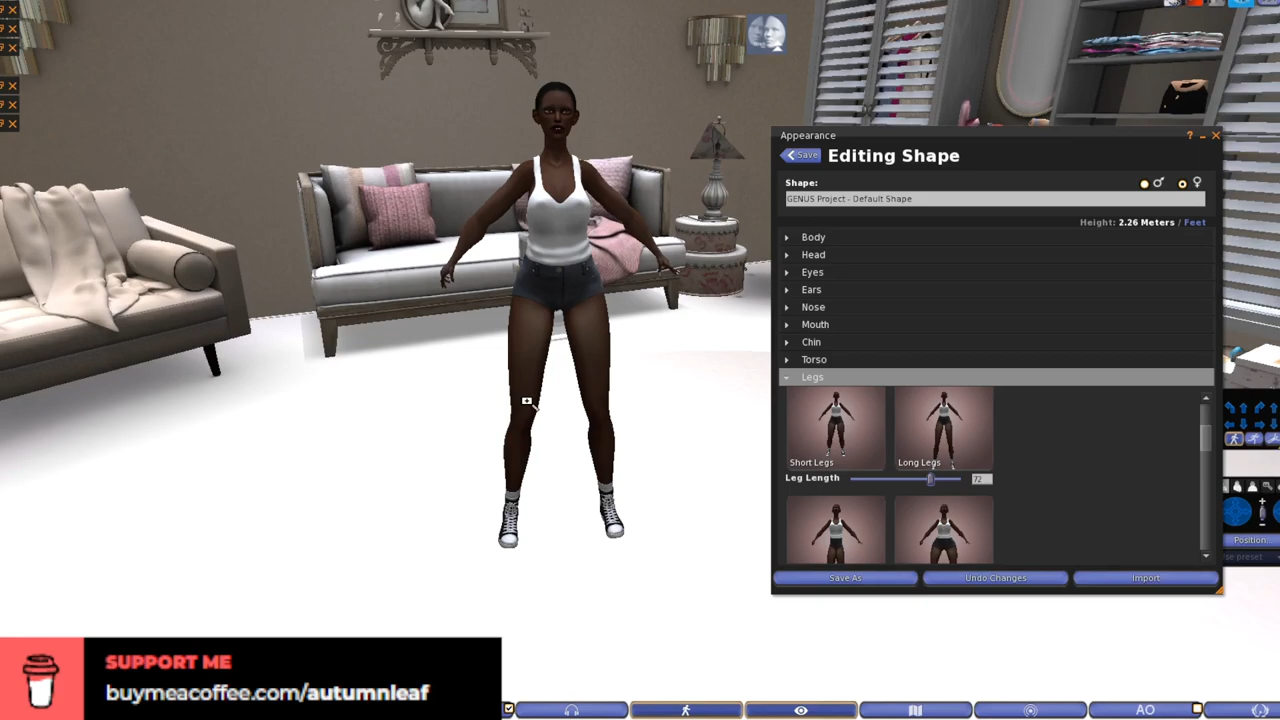 Appearance
?
Save
Editing Shape
Shape:
GENUS Project - Default Shape
Height: 2.26 Meters / Feet
Body
Head
Eyes
Ears
Nose
Mouth
Chin
Torso
Legs
Short Legs
Long Legs
Leg Length
72
Save As
Undo Changes
Import
Position...
se preset
SUPPORT ME
buymeacoffee.com/autumnleaf
AO